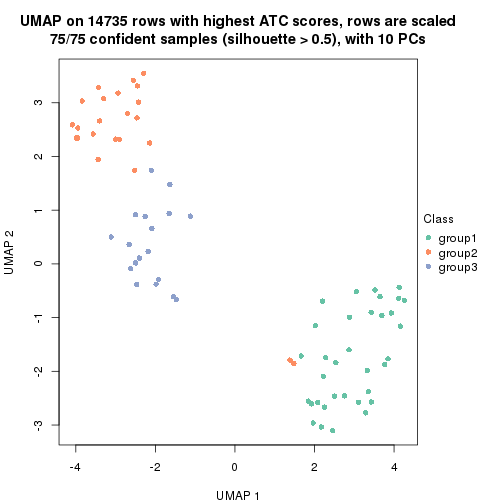 UMAP on 14735 rows with highest ATC scores, rows are scaled
75/75 confident samples (silhouette > 0.5), with 10 PCs
3
2
1
0
-1
-2
-3
UMAP 2
-4
-2
0
2
4
UMAP 1
Class
group1
group2
group3